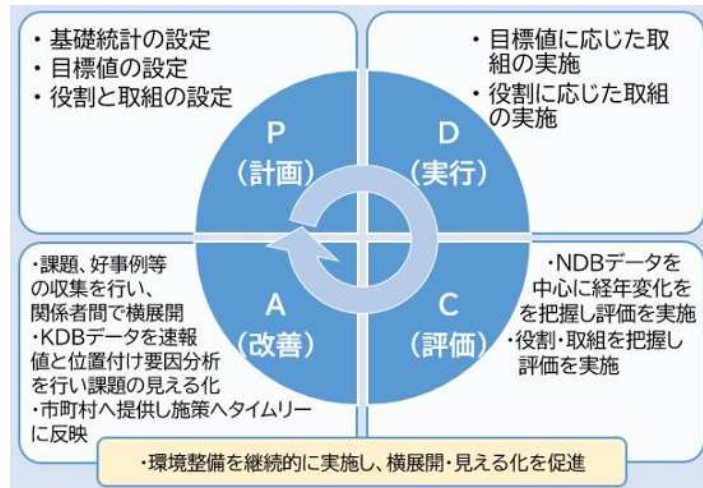 ・基礎統計の設定
・目標値の設定
・役割と取組の設定
・目標値に応じた取
組の実施
・役割に応じた取組
の実施
P
(計画)
D
(実行)
A
(改善)
C
(評価)
・課題、好事例等
の収集を行い、
関係者間で横展開
・KDBデータを速報
値と位置付け要因分析
を行い課題の見える化
・市町村へ提供し施策へタイムリー
に反映
・NDBデータを
中心に経年変化を
を把握し評価を実施
・役割・取組を把握し
評価を実施
・環境整備を継続的に実施し、横展開・見える化を促進